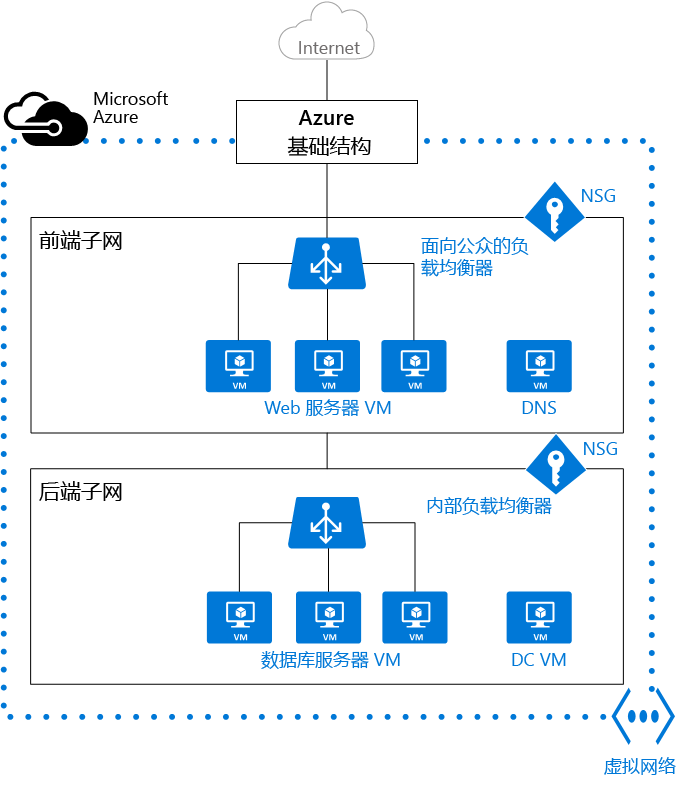 Internet
Microsoft
Azure
Azure
基础结构
NSG
前端子网
面向公众的负
载均衡器
VM
VM
VM
VM
Web 服务器 VM
DNS
NSG
后端子网
内部负载均衡器
VM
VM
VM
VM
数据库服务器 VM
DC VM
虚拟网络